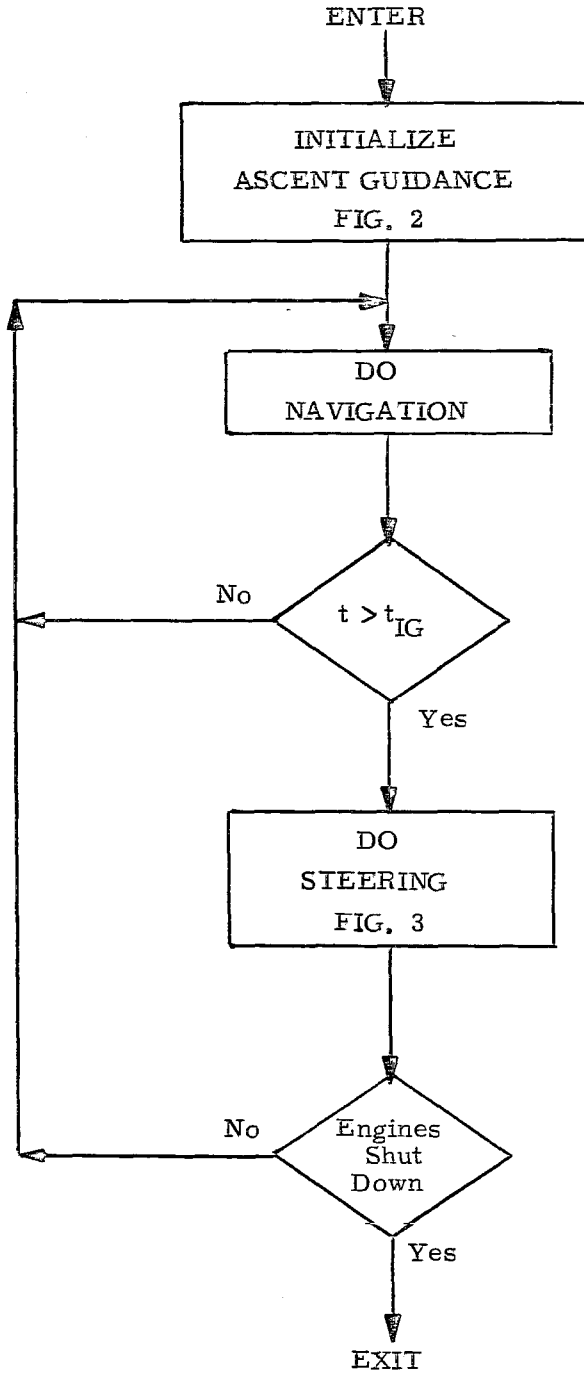 ENTER
INITIALIZE
ASCENT GUIDANCE
FIG. 2
DO
NAVIGATION
No
t > t_IG
Yes
DO
STEERING
FIG. 3
No
Engines
Shut
Down
Yes
EXIT